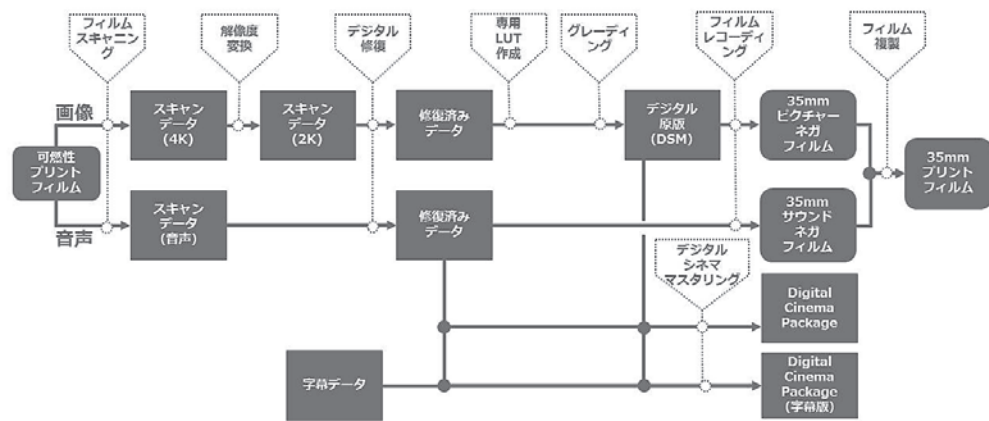 フィルム
スキャニン
グ
解像度
変換
デジタル
修復
専用
LUT
作成
グレーディ
ング
フィルム
レコーディ
ング
フィルム
複製
画像
スキャン
データ
(4K)
スキャン
データ
(2K)
修復済み
データ
デジタル
原版
(DSM)
35mm
ピクチャー
ネガ
フィルム
可燃性
プリント
フィルム
35mm
プリント
フィルム
音声
スキャン
データ
(音声)
修復済み
データ
35mm
サウンド
ネガ
フィルム
デジタル
シネマ
マスタリング
Digital
Cinema
Package
字幕データ
Digital
Cinema
Package
(字幕版)